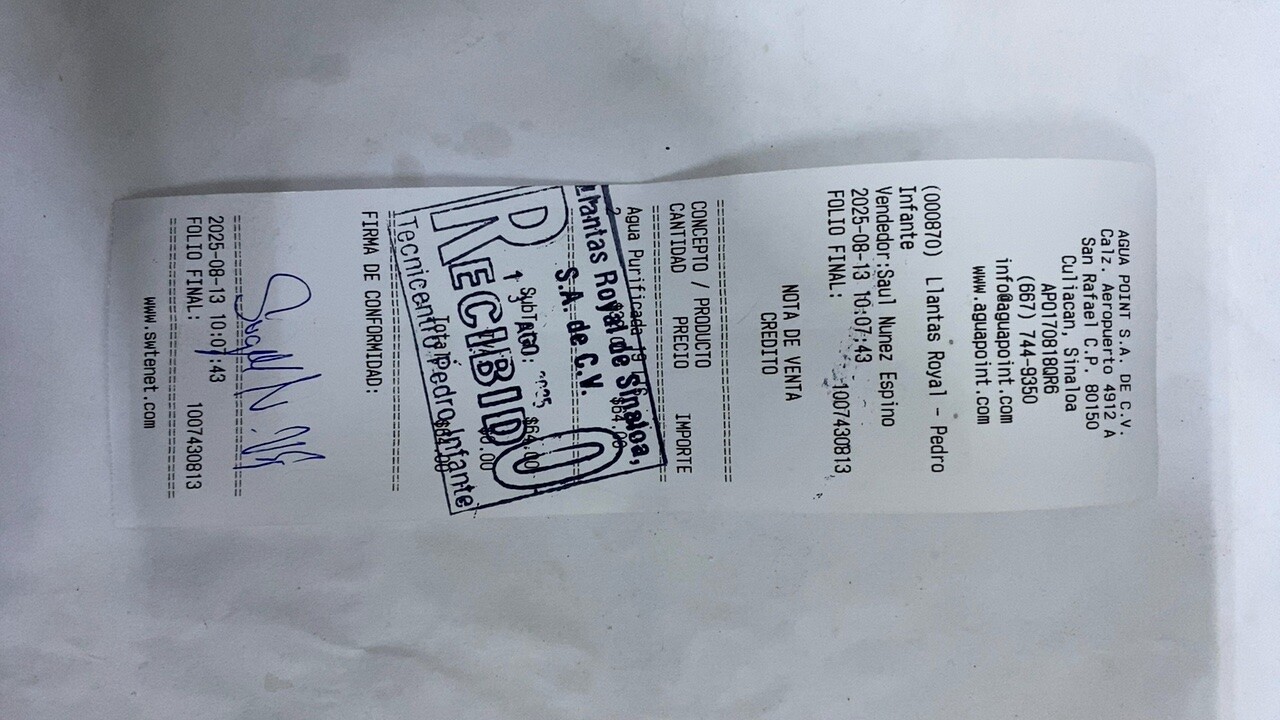 AGUA POINT S.A. DE C.V.
Calz. Aeropuerto 4912 A
San Rafael C.P. 80150
Culiacan, Sinaloa
APO170818QR6
(667) 744-9350
info@aguapoint.com
www.aguapoint.com
(000870) Llantas Royal - Pedro
Infante
Vendedor:Saul Nunez Espino
2025-08-13 10:07:43
FOLIO FINAL: 1007430813
NOTA DE VENTA
CREDITO
==============================
CONCEPTO / PRODUCTO
CANTIDAD / PRECIO IMPORTE
==============================
Agua Purificada 19
Llantas Royal de Sinaloa,
S.A. de C.V.
13 AGO.
RECIBIDO
Tecnicentro Pedro Infante
==============================
FIRMA DE CONFORMIDAD:
==============================
2025-08-13 10:07:43
FOLIO FINAL: 1007430813
==============================
www.swtenet.com